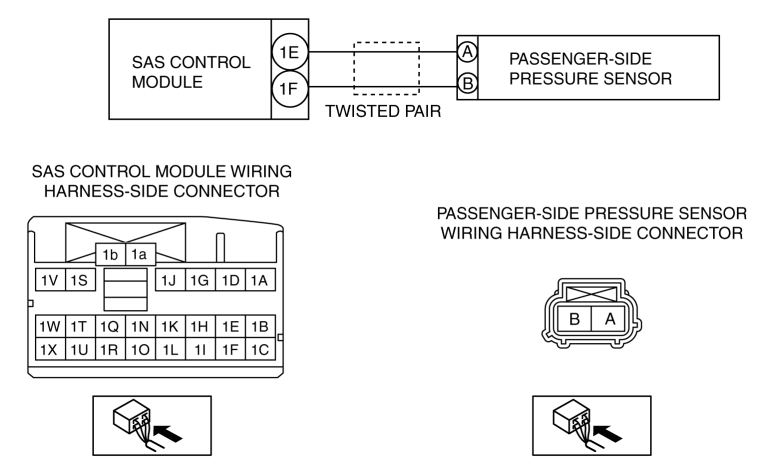 SAS CONTROL
MODULE
1E
1F
A
B
PASSENGER-SIDE
PRESSURE SENSOR
TWISTED PAIR
SAS CONTROL MODULE WIRING
HARNESS-SIDE CONNECTOR
1b 1a
1V 1S 1J 1G 1D 1A
1W 1T 1Q 1N 1K 1H 1E 1B
1X 1U 1R 1O 1L 1I 1F 1C
PASSENGER-SIDE PRESSURE SENSOR
WIRING HARNESS-SIDE CONNECTOR
B A